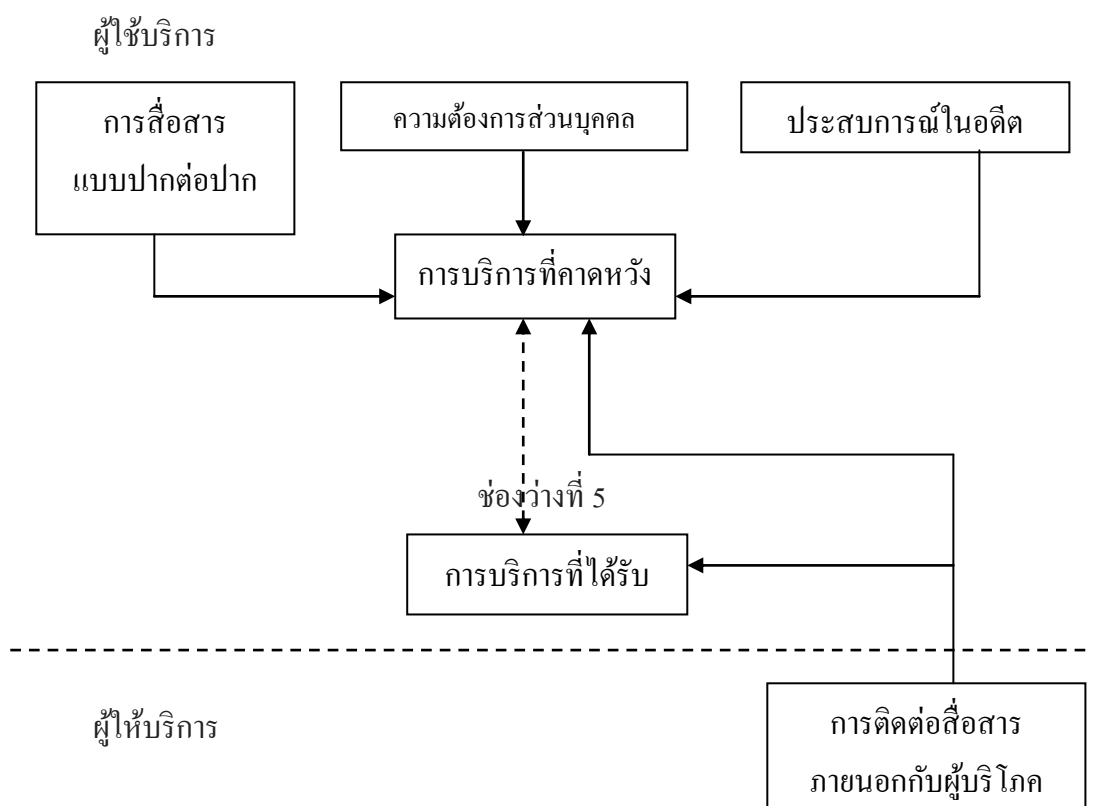 ผู้ใช้บริการ
การสื่อสาร
แบบปากต่อปาก
ความต้องการส่วนบุคคล
ประสบการณ์ในอดีต
การบริการที่คาดหวัง
ช่องว่างที่ 5
การบริการที่ได้รับ
ผู้ให้บริการ
การติดต่อสื่อสาร
ภายนอกกับผู้บริโภค